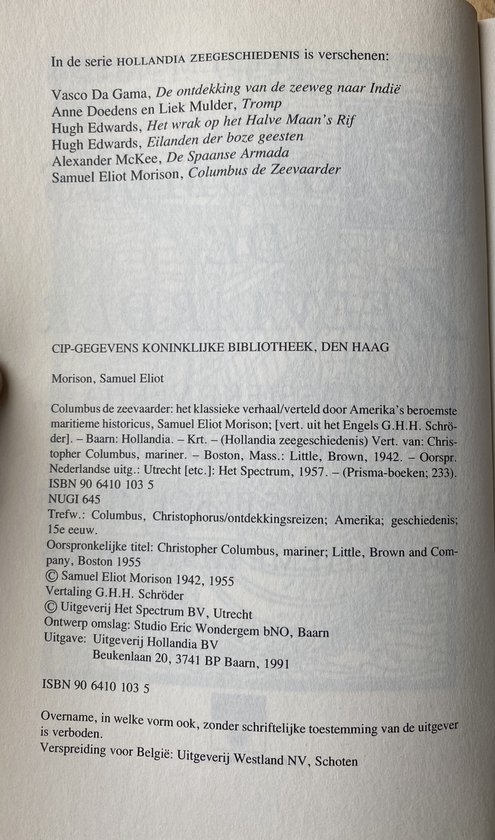 In de serie HOLLANDIA ZEEGESCHIEDENIS is verschenen:
Vasco Da Gama, De ontdekking van de zeeweg naar Indië
Anne Doedens en Liek Mulder, Tromp
Hugh Edwards, Het wrak op het Halve Maan's Rif
Hugh Edwards, Eilanden der boze geesten
Alexander McKee, De Spaanse Armada
Samuel Eliot Morison, Columbus de Zeevaarder
CIP-GEGEVENS KONINKLIJKE BIBLIOTHEEK, DEN HAAG
Morison, Samuel Eliot
Columbus de zeevaarder: het klassieke verhaal/verteld door Amerika's beroemste
maritieme historicus, Samuel Eliot Morison; [vert. uit het Engels G.H.H. Schrö-
der]. – Baarn: Hollandia. – Krt. – (Hollandia zeegeschiedenis) Vert. van: Chris-
topher Columbus, mariner. – Boston, Mass.: Little, Brown, 1942. – Oorspr.
Nederlandse uitg.: Utrecht [etc.]: Het Spectrum, 1957. – (Prisma-boeken; 233).
ISBN 90 6410 103 5
NUGI 645
Trefw.: Columbus, Christophorus/ontdekkingsreizen; Amerika; geschiedenis;
15e eeuw.
Oorspronkelijke titel: Christopher Columbus, mariner; Little, Brown and Com-
pany, Boston 1955
© Samuel Eliot Morison 1942, 1955
Vertaling G.H.H. Schröder
© Uitgeverij Het Spectrum BV, Utrecht
Ontwerp omslag: Studio Eric Wondergem bNO, Baarn
Uitgave: Uitgeverij Hollandia BV
Beukenlaan 20, 3741 BP Baarn, 1991
ISBN 90 6410 103 5
Overname, in welke vorm ook, zonder schriftelijke toestemming van de uitgever
is verboden.
Verspreiding voor België: Uitgeverij Westland NV, Schoten